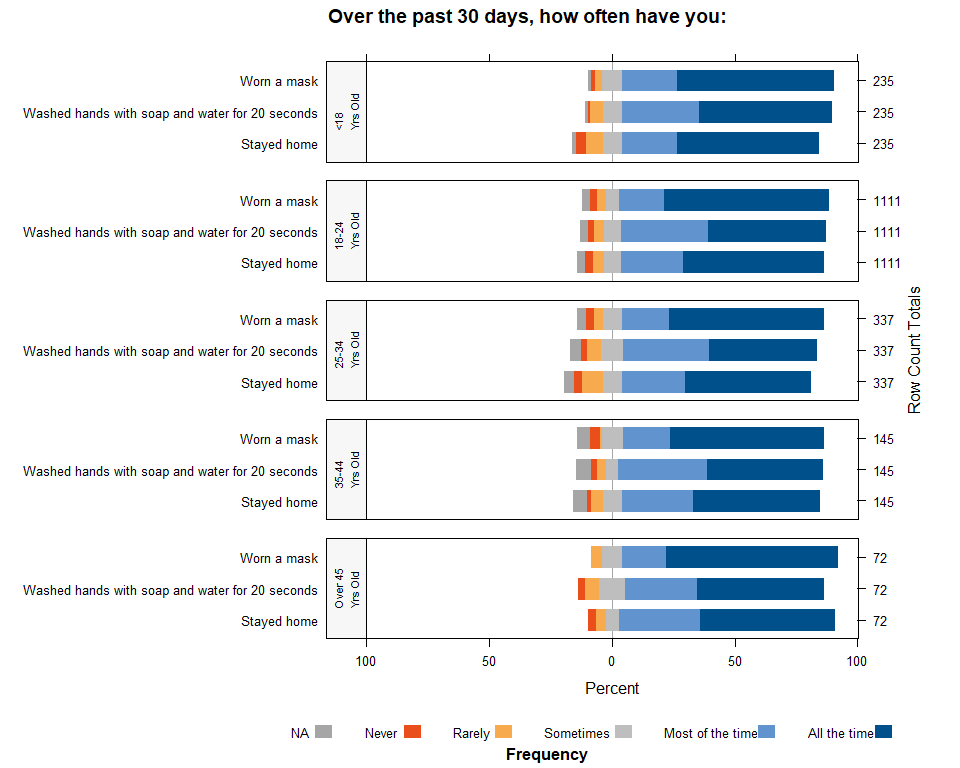 Over the past 30 days, how often have you:
Worn a mask
235
Washed hands with soap and water for 20 seconds
235
Stayed home
235
<18
Yrs Old
Worn a mask
1111
Washed hands with soap and water for 20 seconds
1111
Stayed home
1111
18-24
Yrs Old
Worn a mask
337
Washed hands with soap and water for 20 seconds
337
Stayed home
337
25-34
Yrs Old
Worn a mask
145
Washed hands with soap and water for 20 seconds
145
Stayed home
145
35-44
Yrs Old
Worn a mask
72
Washed hands with soap and water for 20 seconds
72
Stayed home
72
Over 45
Yrs Old
Row Count Totals
100 50 0 50 100
Percent
NA Never Rarely Sometimes Most of the time All the time
Frequency